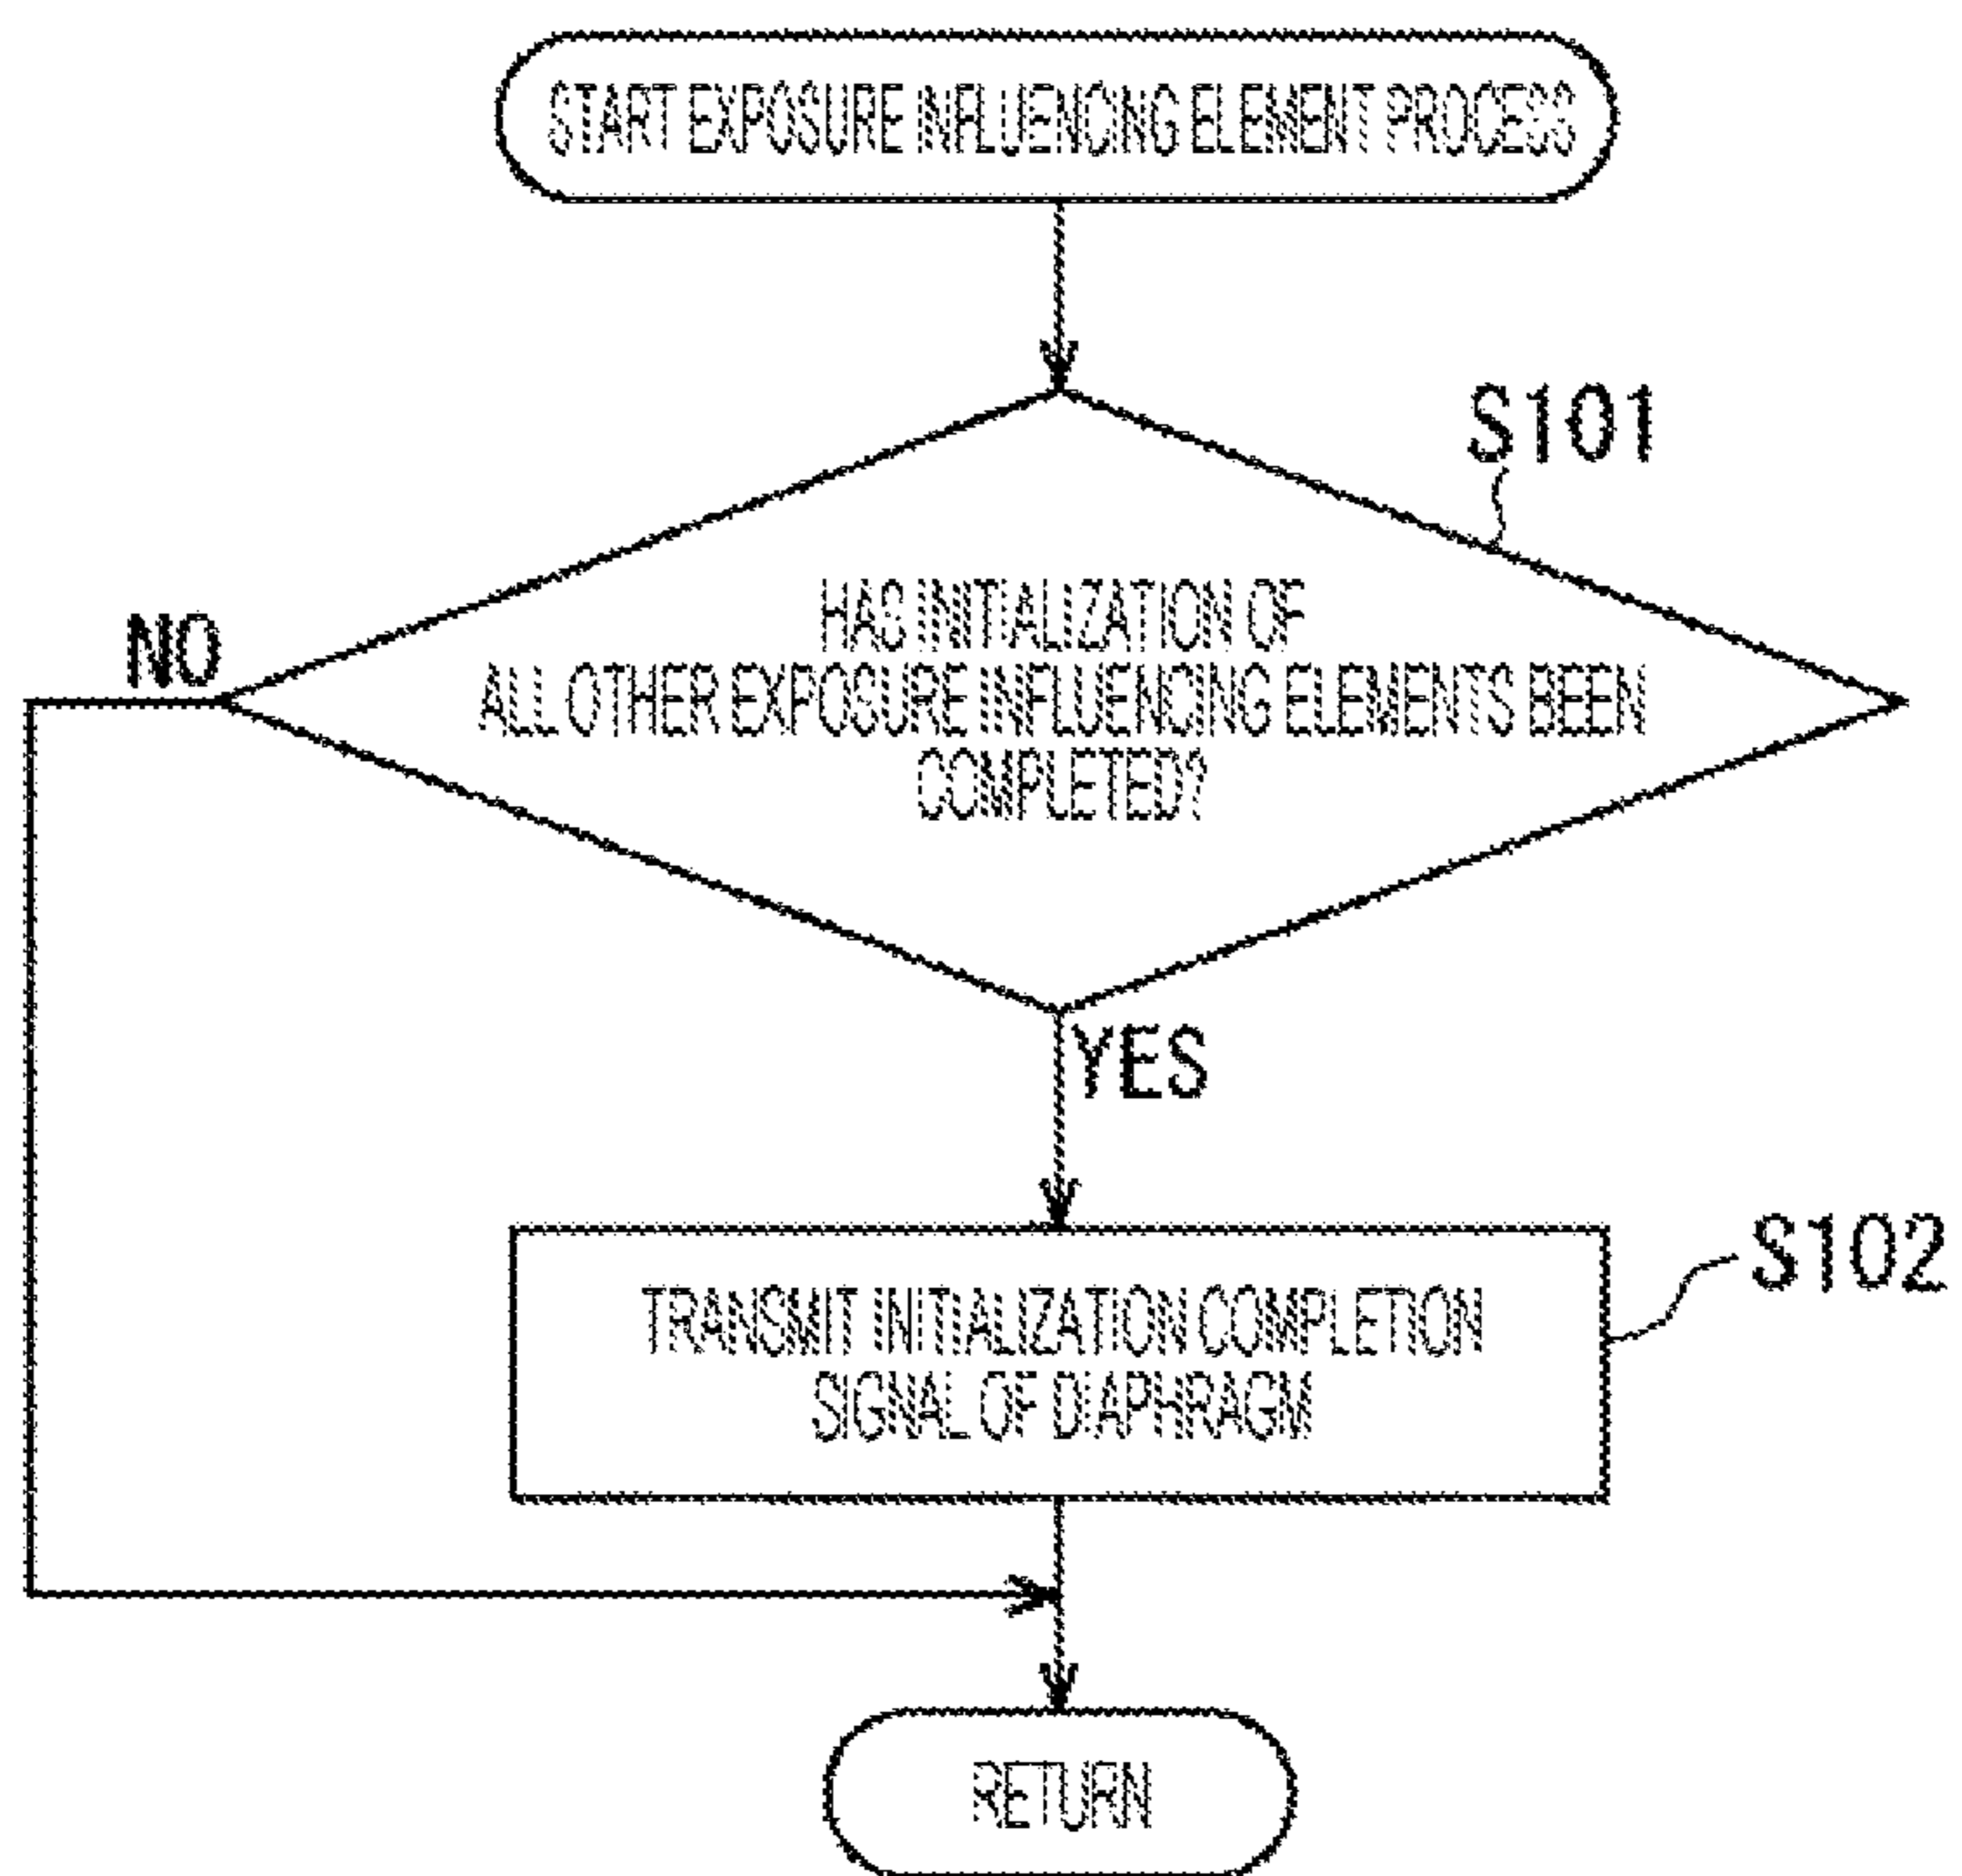 START EXPOSURE INFLUENCING ELEMENT PROCESS
S101
HAS INITIALIZATION OF
ALL OTHER EXPOSURE INFLUENCING ELEMENTS BEEN
COMPLETED?
NO
YES
S102
TRANSMIT INITIALIZATION COMPLETION
SIGNAL OF DIAPHRAGM
RETURN